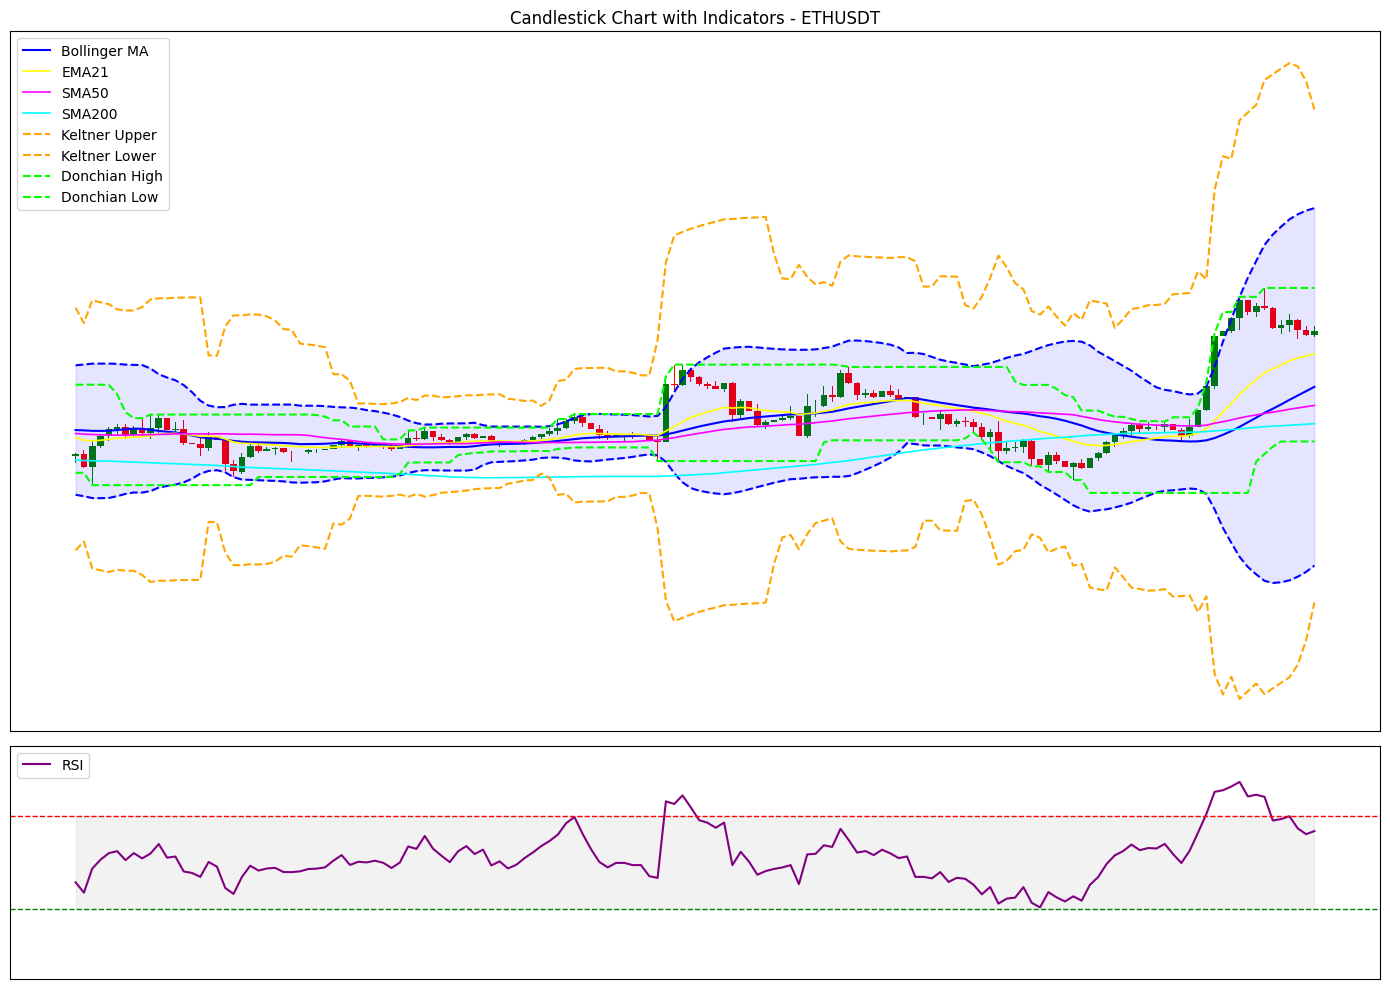 Candlestick Chart with Indicators - ETHUSDT
Bollinger MA
EMA21
SMA50
SMA200
Keltner Upper
Keltner Lower
Donchian High
Donchian Low
RSI